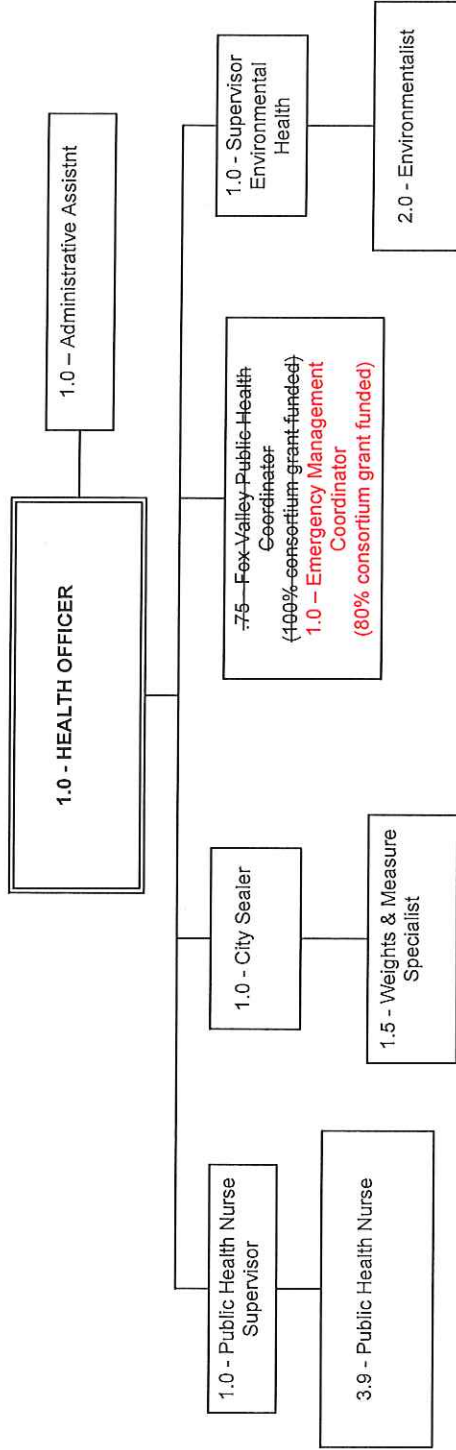 1.0 - HEALTH OFFICER
1.0 – Administrative Assistnt
1.0 - Public Health Nurse
Supervisor
3.9 - Public Health Nurse
1.0 - City Sealer
1.5 - Weights & Measure
Specialist
.75 - Fox Valley Public Health
Coordinator
(100% consortium grant funded)
1.0 – Emergency Management
Coordinator
(80% consortium grant funded)
1.0 - Supervisor
Environmental
Health
2.0 - Environmentalist